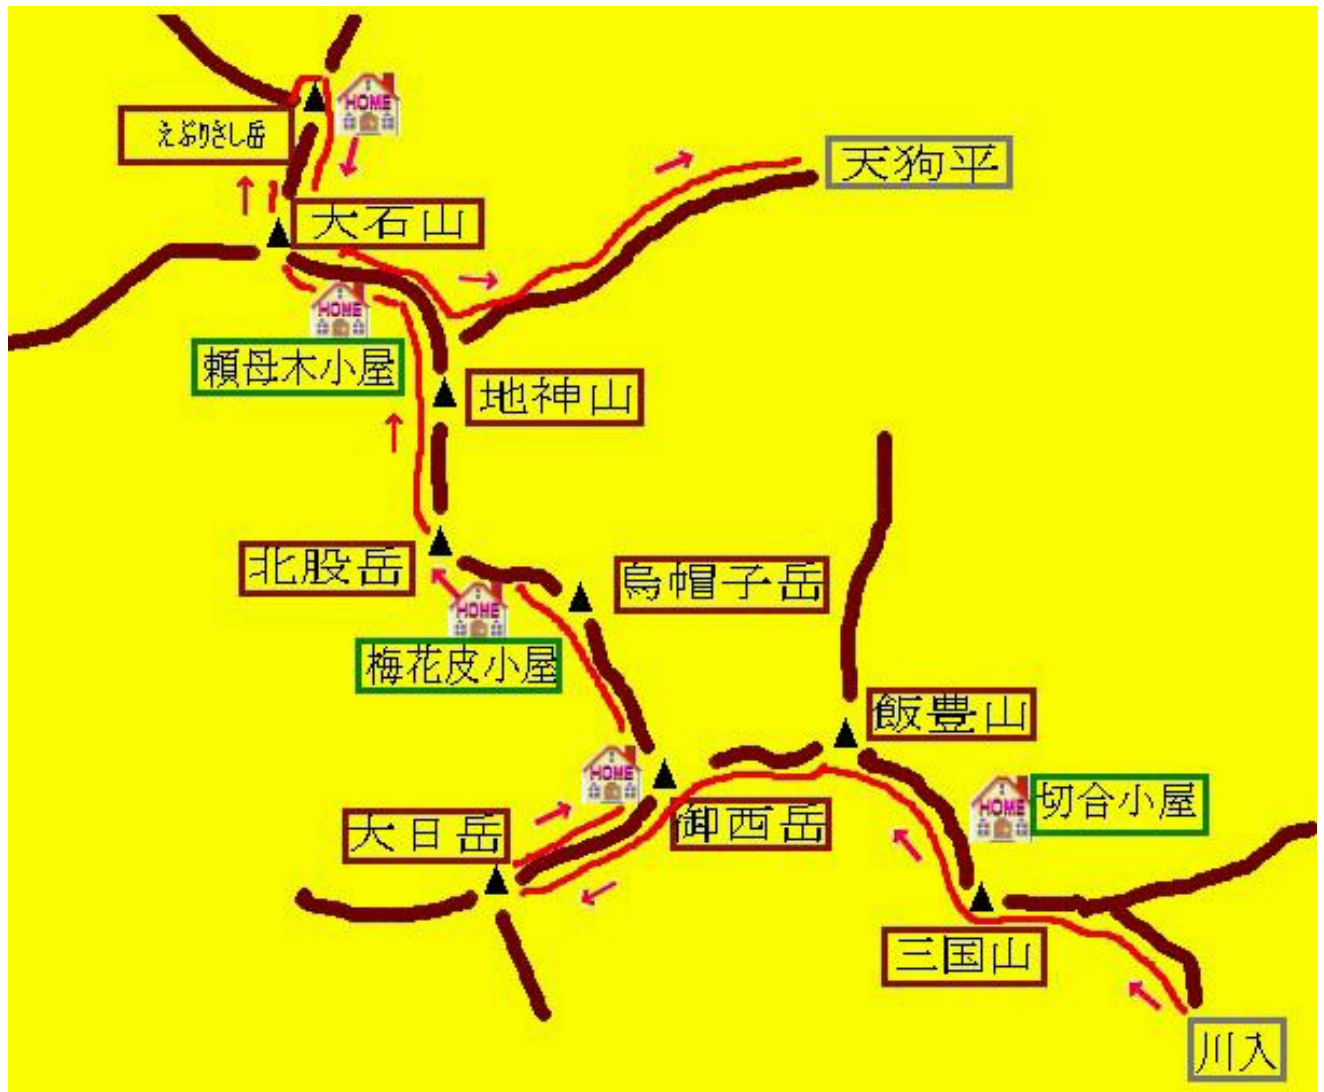 HOME
えぶりさし岳
天狗平
大石山
HOME
頼母木小屋
地神山
北股岳
烏帽子岳
HOME
梅花皮小屋
飯豊山
HOME
HOME
切合小屋
大日岳
御西岳
三国山
川入